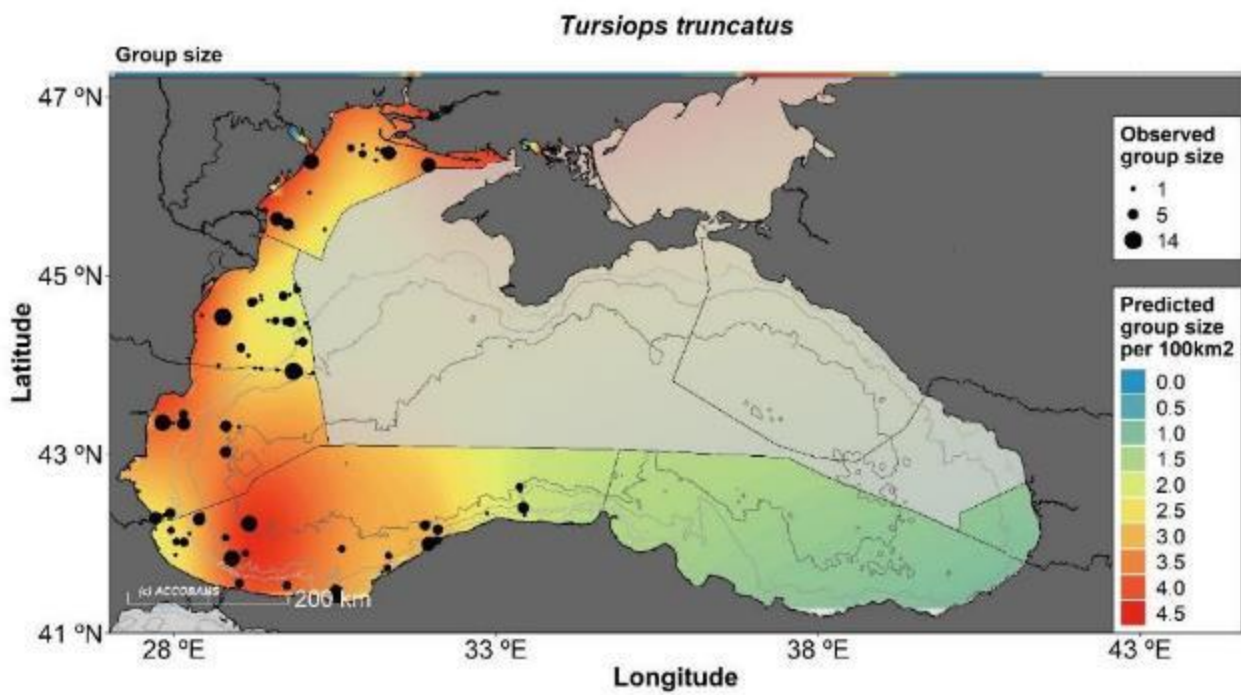 Tursiops truncatus
Group size
47 ºN
45 ºN
43 ºN
41 ºN
Latitude
28 ºE
33 ºE
38 ºE
43 ºE
Longitude
(c) ACCOBAMS
200 km
Observed
group size
1
5
14
Predicted
group size
per 100km2
0.0
0.5
1.0
1.5
2.0
2.5
3.0
3.5
4.0
4.5